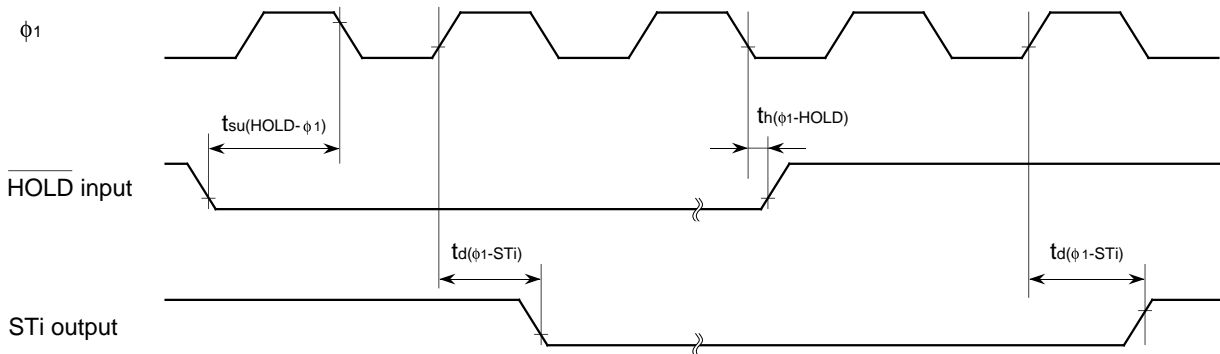 ϕ1
tsu(HOLD-ϕ1)
th(ϕ1-HOLD)
HOLD input
td(ϕ1-STi)
td(ϕ1-STi)
STi output